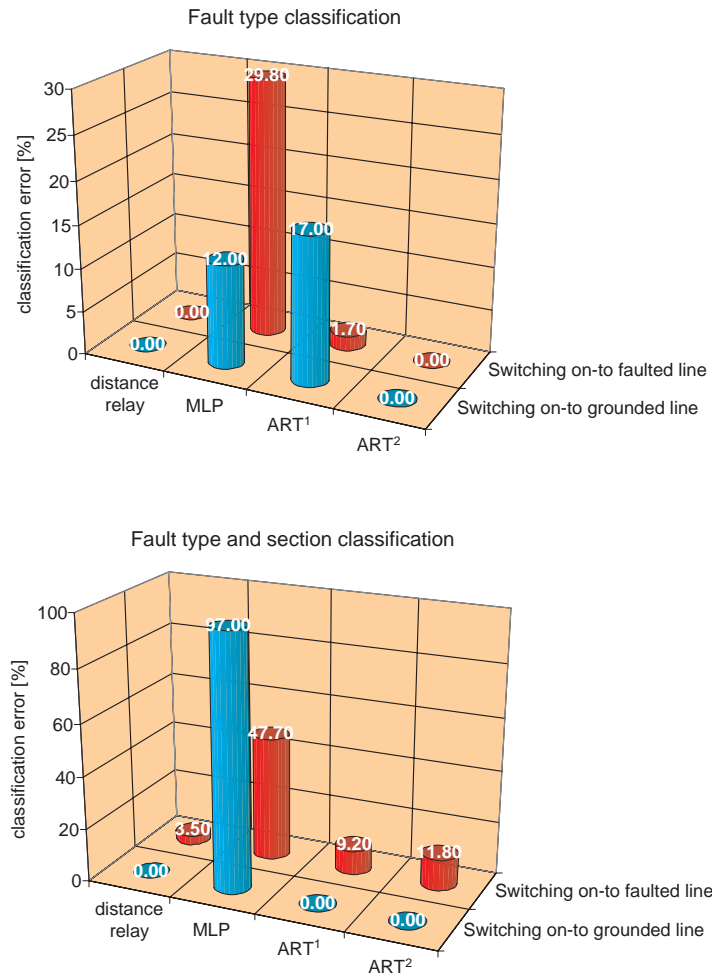 Fault type classification
classification error [%]
30
25
20
15
10
5
0
29.80
17.00
12.00
1.70
0.00
0.00
0.00
0.00
distance
relay
MLP
ART¹
ART²
Switching on-to faulted line
Switching on-to grounded line
Fault type and section classification
classification error [%]
100
80
60
40
20
0
97.00
47.70
3.50
9.20
11.80
0.00
0.00
0.00
distance
relay
MLP
ART¹
ART²
Switching on-to faulted line
Switching on-to grounded line